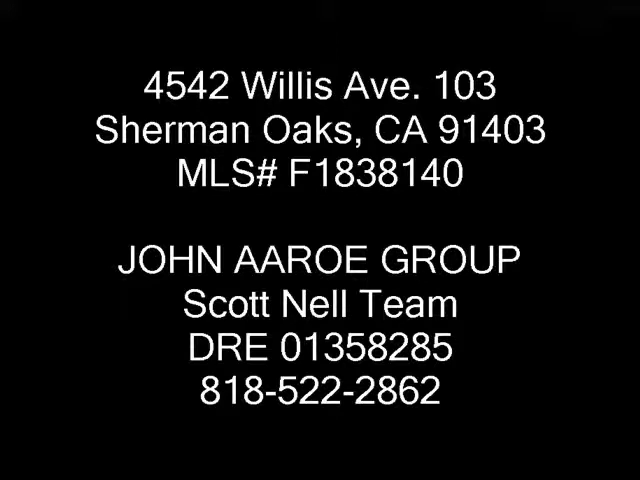 4542 Willis Ave. 103
Sherman Oaks, CA 91403
MLS# F1838140
JOHN AAROE GROUP
Scott Nell Team
DRE 01358285
818-522-2862